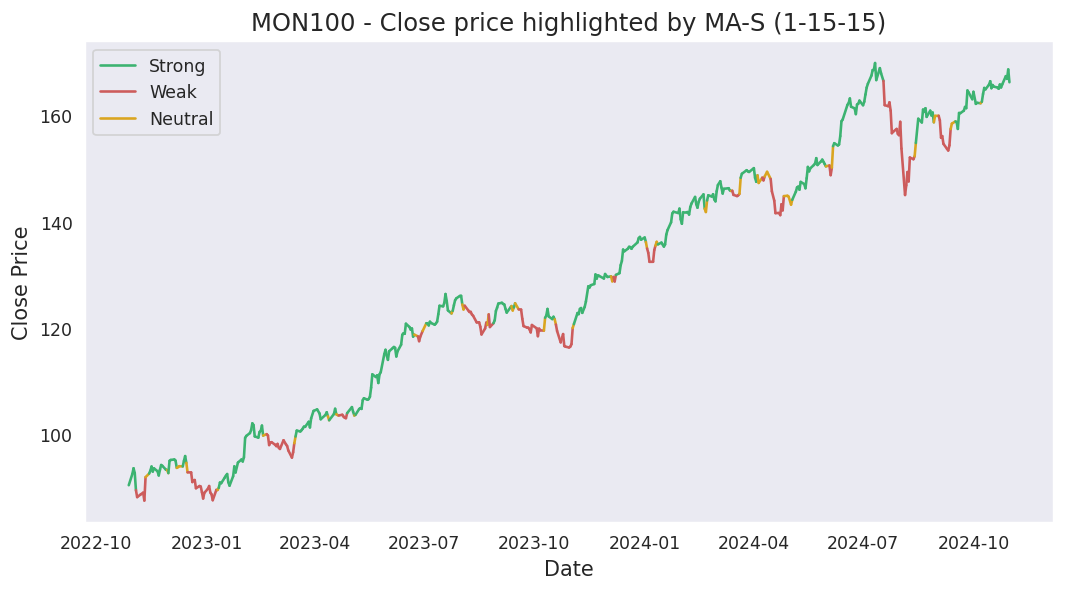 MON100 - Close price highlighted by MA-S (1-15-15)
Strong
Weak
Neutral
Close Price
160
140
120
100
2022-10 2023-01 2023-04 2023-07 2023-10 2024-01 2024-04 2024-07 2024-10
Date